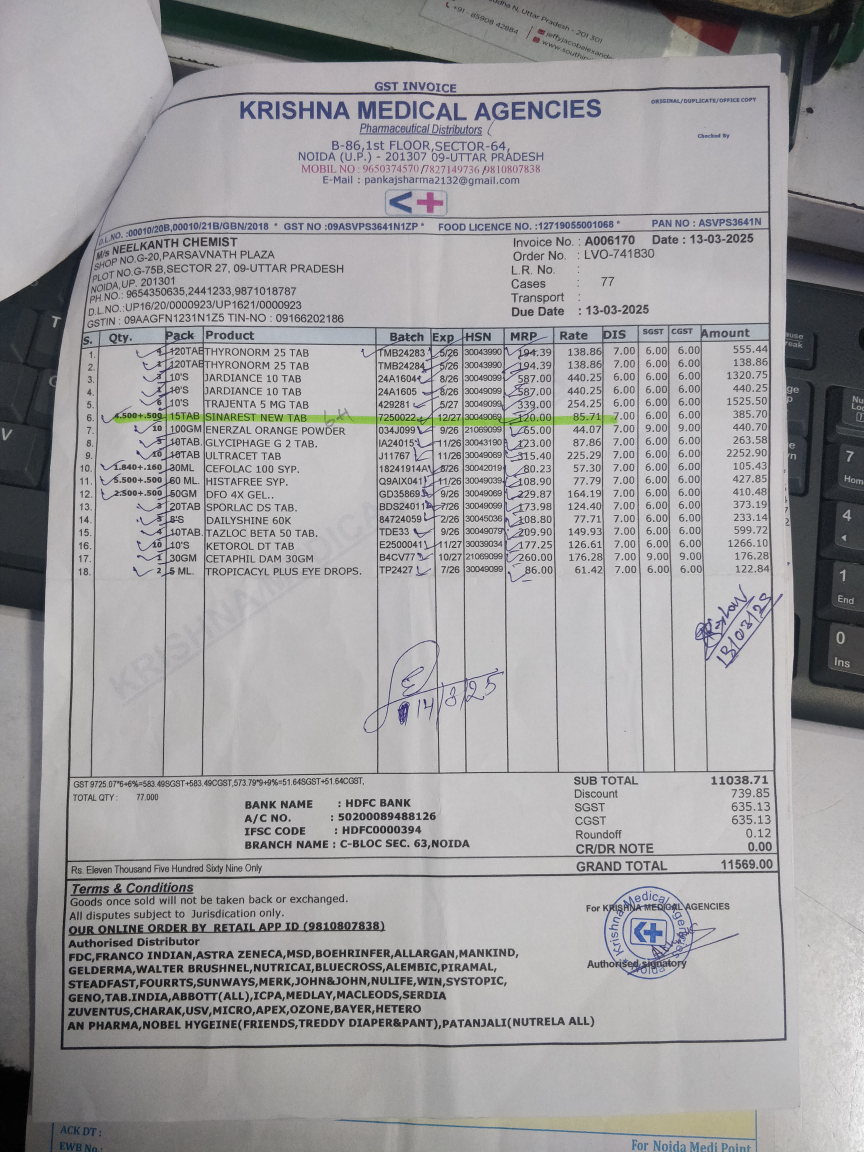 udha N, Uttar Pradesh - 201 301
+91 - 85908 42884
jeffyjacobalexande
www.southe
GST INVOICE
ORIGINAL/DUPLICATE/OFFICE COPY
KRISHNA MEDICAL AGENCIES
Pharmaceutical Distributors
Checked By
B-86,1st FLOOR,SECTOR-64,
NOIDA (U.P.) - 201307 09-UTTAR PRADESH
MOBIL NO : 9650374570 /7827149736 /9810807838
E-Mail : pankajsharma2132@gmail.com
D.L.NO. :00010/20B,00010/21B/GBN/2018 * GST NO :09ASVPS3641N1ZP * FOOD LICENCE NO. :12719055001068 * PAN NO : ASVPS3641N
M/s NEELKANTH CHEMIST
SHOP NO.G-20,PARSAVNATH PLAZA
PLOT NO.G-75B,SECTOR 27, 09-UTTAR PRADESH
NOIDA,UP. 201301
PH.NO.: 9654350635,2441233,9871018787
D.L.NO.:UP16/20/0000923/UP1621/0000923
GSTIN : 09AAGFN1231N1Z5 TIN-NO : 09166202186
Invoice No. : A006170 Date : 13-03-2025
Order No. : LVO-741830
L.R. No. :
Cases : 77
Transport :
Due Date : 13-03-2025
S. Qty. Pack Product Batch Exp HSN MRP Rate DIS SGST CGST Amount
1. 4 120TAB THYRONORM 25 TAB TMB24283 5/26 30043990 194.39 138.86 7.00 6.00 6.00 555.44
2. 1 120TAB THYRONORM 25 TAB TMB24284 5/26 30043990 194.39 138.86 7.00 6.00 6.00 138.86
3. 3 10'S JARDIANCE 10 TAB 24A1604 8/26 30049099 587.00 440.25 6.00 6.00 6.00 1320.75
4. 1 10'S JARDIANCE 10 TAB 24A1605 8/26 30049099 587.00 440.25 6.00 6.00 6.00 440.25
5. 6 10'S TRAJENTA 5 MG TAB 429281 5/27 30049099 339.00 254.25 6.00 6.00 6.00 1525.50
6. 4.500+.500 15TAB SINAREST NEW TAB 7250022 12/27 30049069 120.00 85.71 7.00 6.00 6.00 385.70
7. 10 100GM ENERZAL ORANGE POWDER 034J099 9/26 21069099 65.00 44.07 7.00 9.00 9.00 440.70
8. 3 10TAB. GLYCIPHAGE G 2 TAB. IA24015 11/26 30043190 123.00 87.86 7.00 6.00 6.00 263.58
9. 10 10TAB ULTRACET TAB J11767 11/26 30049069 315.40 225.29 7.00 6.00 6.00 2252.90
10. 1.840+.160 30ML CEFOLAC 100 SYP. 18241914A 8/26 30042019 80.23 57.30 7.00 6.00 6.00 105.43
11. 5.500+.500 60 ML. HISTAFREE SYP. Q9AIX041 11/26 30049039 108.90 77.79 7.00 6.00 6.00 427.85
12. 2.500+.500 50GM DFO 4X GEL.. GD35869 9/26 30049069 229.87 164.19 7.00 6.00 6.00 410.48
13. 3 20TAB SPORLAC DS TAB. BDS24011 7/26 30049099 173.98 124.40 7.00 6.00 6.00 373.19
14. 3 8'S DAILYSHINE 60K 84724059 2/26 30045036 108.80 77.71 7.00 6.00 6.00 233.14
15. 4 10TAB. TAZLOC BETA 50 TAB. TDE33 9/26 30049079 209.90 149.93 7.00 6.00 6.00 599.72
16. 10 10'S KETOROL DT TAB E250004 11/27 30039034 177.25 126.61 7.00 6.00 6.00 1266.10
17. 1 30GM CETAPHIL DAM 30GM B4CV77 10/27 21069099 260.00 176.28 7.00 9.00 9.00 176.28
18. 2 5 ML. TROPICACYL PLUS EYE DROPS. TP2427 7/26 30049099 86.00 61.42 7.00 6.00 6.00 122.84
KRISHNA MEDICA
13/03/25
14/3/25
GST 9725.07*6+6%=583.49SGST+583.49CGST,573.79*9+9%=51.64SGST+51.64CGST,
TOTAL QTY : 77.000
BANK NAME : HDFC BANK
A/C NO. : 50200089488126
IFSC CODE : HDFC0000394
BRANCH NAME : C-BLOC SEC. 63,NOIDA
SUB TOTAL 11038.71
Discount 739.85
SGST 635.13
CGST 635.13
Roundoff 0.12
CR/DR NOTE 0.00
Rs. Eleven Thousand Five Hundred Sixty Nine Only
GRAND TOTAL 11569.00
Terms & Conditions
Goods once sold will not be taken back or exchanged.
All disputes subject to Jurisdication only.
OUR ONLINE ORDER BY RETAIL APP ID (9810807838)
Authorised Distributor
FDC,FRANCO INDIAN,ASTRA ZENECA,MSD,BOEHRINFER,ALLARGAN,MANKIND,
GELDERMA,WALTER BRUSHNEL,NUTRICAI,BLUECROSS,ALEMBIC,PIRAMAL,
STEADFAST,FOURRTS,SUNWAYS,MERK,JOHN&JOHN,NULIFE,WIN,SYSTOPIC,
GENO,TAB.INDIA,ABBOTT(ALL),ICPA,MEDLAY,MACLEODS,SERDIA
ZUVENTUS,CHARAK,USV,MICRO,APEX,OZONE,BAYER,HETERO
AN PHARMA,NOBEL HYGEINE(FRIENDS,TREDDY DIAPER&PANT),PATANJALI(NUTRELA ALL)
For KRISHNA MEDICAL AGENCIES
Krishna Medical Agencies
Authorised signatory
ACK DT :
EWB No.:
For Noida Medi Point